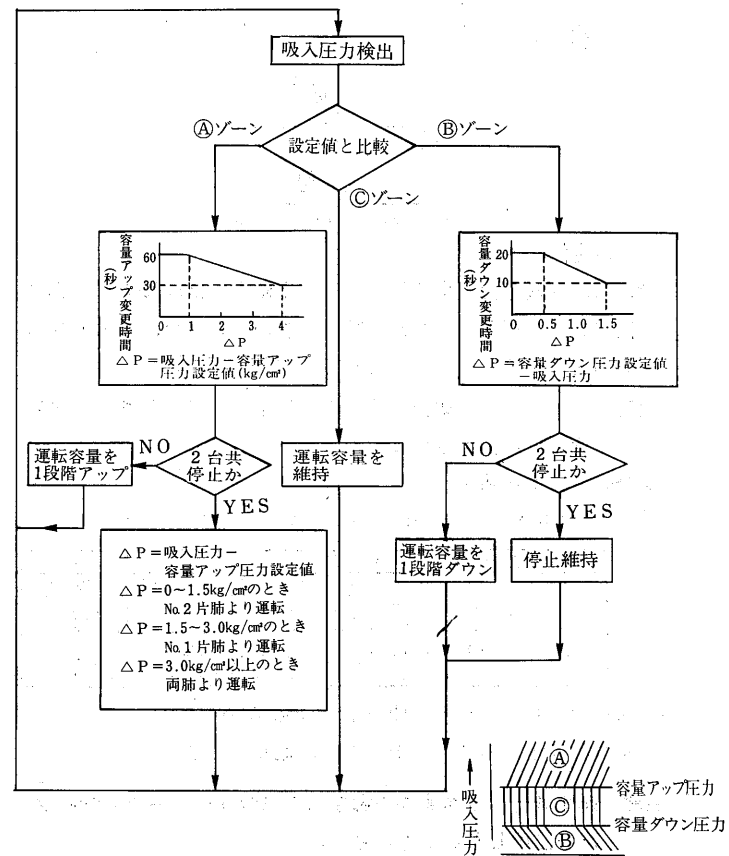 吸入圧力検出
設定値と比較
Ⓐゾーン
Ⓑゾーン
Ⓒゾーン
容量アップ変更時間
(秒)
60
30
0 1 2 3 4
△P
△P=吸入圧力−容量アップ
圧力設定値(kg/cm²)
容量ダウン変更時間
(秒)
20
10
0 0.5 1.0 1.5
△P
△P=容量ダウン圧力設定値
−吸入圧力
2台共
停止か
NO
YES
運転容量を
1段階アップ
運転容量を
維持
2台共
停止か
NO
YES
運転容量を
1段階ダウン
停止維持
△P=吸入圧力−
容量アップ圧力設定値
△P=0~1.5kg/cm²のとき
No.2片肺より運転
△P=1.5~3.0kg/cm²のとき
No.1片肺より運転
△P=3.0kg/cm²以上のとき
両肺より運転
吸入圧力
Ⓐ
容量アップ圧力
Ⓒ
容量ダウン圧力
Ⓑ